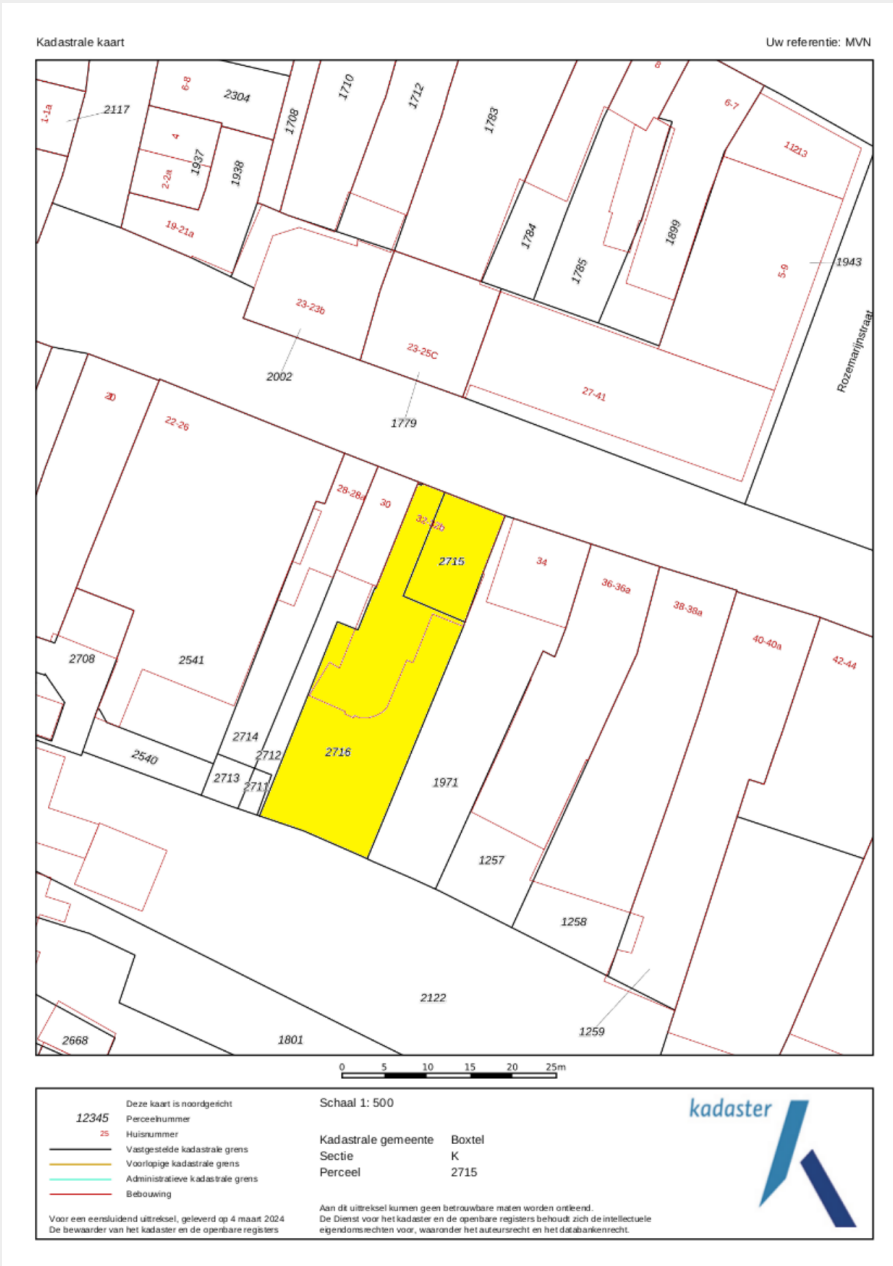 Kadastrale kaart
Uw referentie: MVN
8
1710
1712
6-8
2304
6-7
1-1a
2117
1708
1783
4
1937
11213
1938
2-2a
19-21a
1784
1899
1785
1943
5-9
23-23b
Rozemarijnstraat
23-25C
2002
27-41
20
22-26
1779
28-28a
30
32-32b
2715
34
36-36a
38-38a
40-40a
42-44
2708
2541
2714
2712
2716
2540
2713
2711
1971
1257
1258
2122
1259
2668
1801
0 5 10 15 20 25m
Deze kaart is noordgericht
12345 Perceelnummer
25 Huisnummer
Vastgestelde kadastrale grens
Voorlopige kadastrale grens
Administratieve kadastrale grens
Bebouwing
Voor een eensluidend uittreksel, geleverd op 4 maart 2024
De bewaarder van het kadaster en de openbare registers
Schaal 1: 500
Kadastrale gemeente Boxtel
Sectie K
Perceel 2715
Aan dit uittreksel kunnen geen betrouwbare maten worden ontleend.
De Dienst voor het kadaster en de openbare registers behoudt zich de intellectuele
eigendomsrechten voor, waaronder het auteursrecht en het databankenrecht.
kadaster